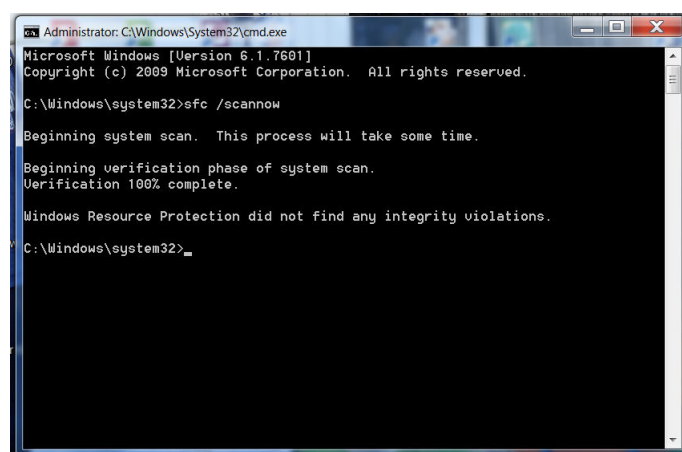 Administrator: C:\Windows\System32\cmd.exe
Microsoft Windows [Version 6.1.7601]
Copyright (c) 2009 Microsoft Corporation.  All rights reserved.
C:\Windows\system32>sfc /scannow
Beginning system scan.  This process will take some time.
Beginning verification phase of system scan.
Verification 100% complete.
Windows Resource Protection did not find any integrity violations.
C:\Windows\system32>_